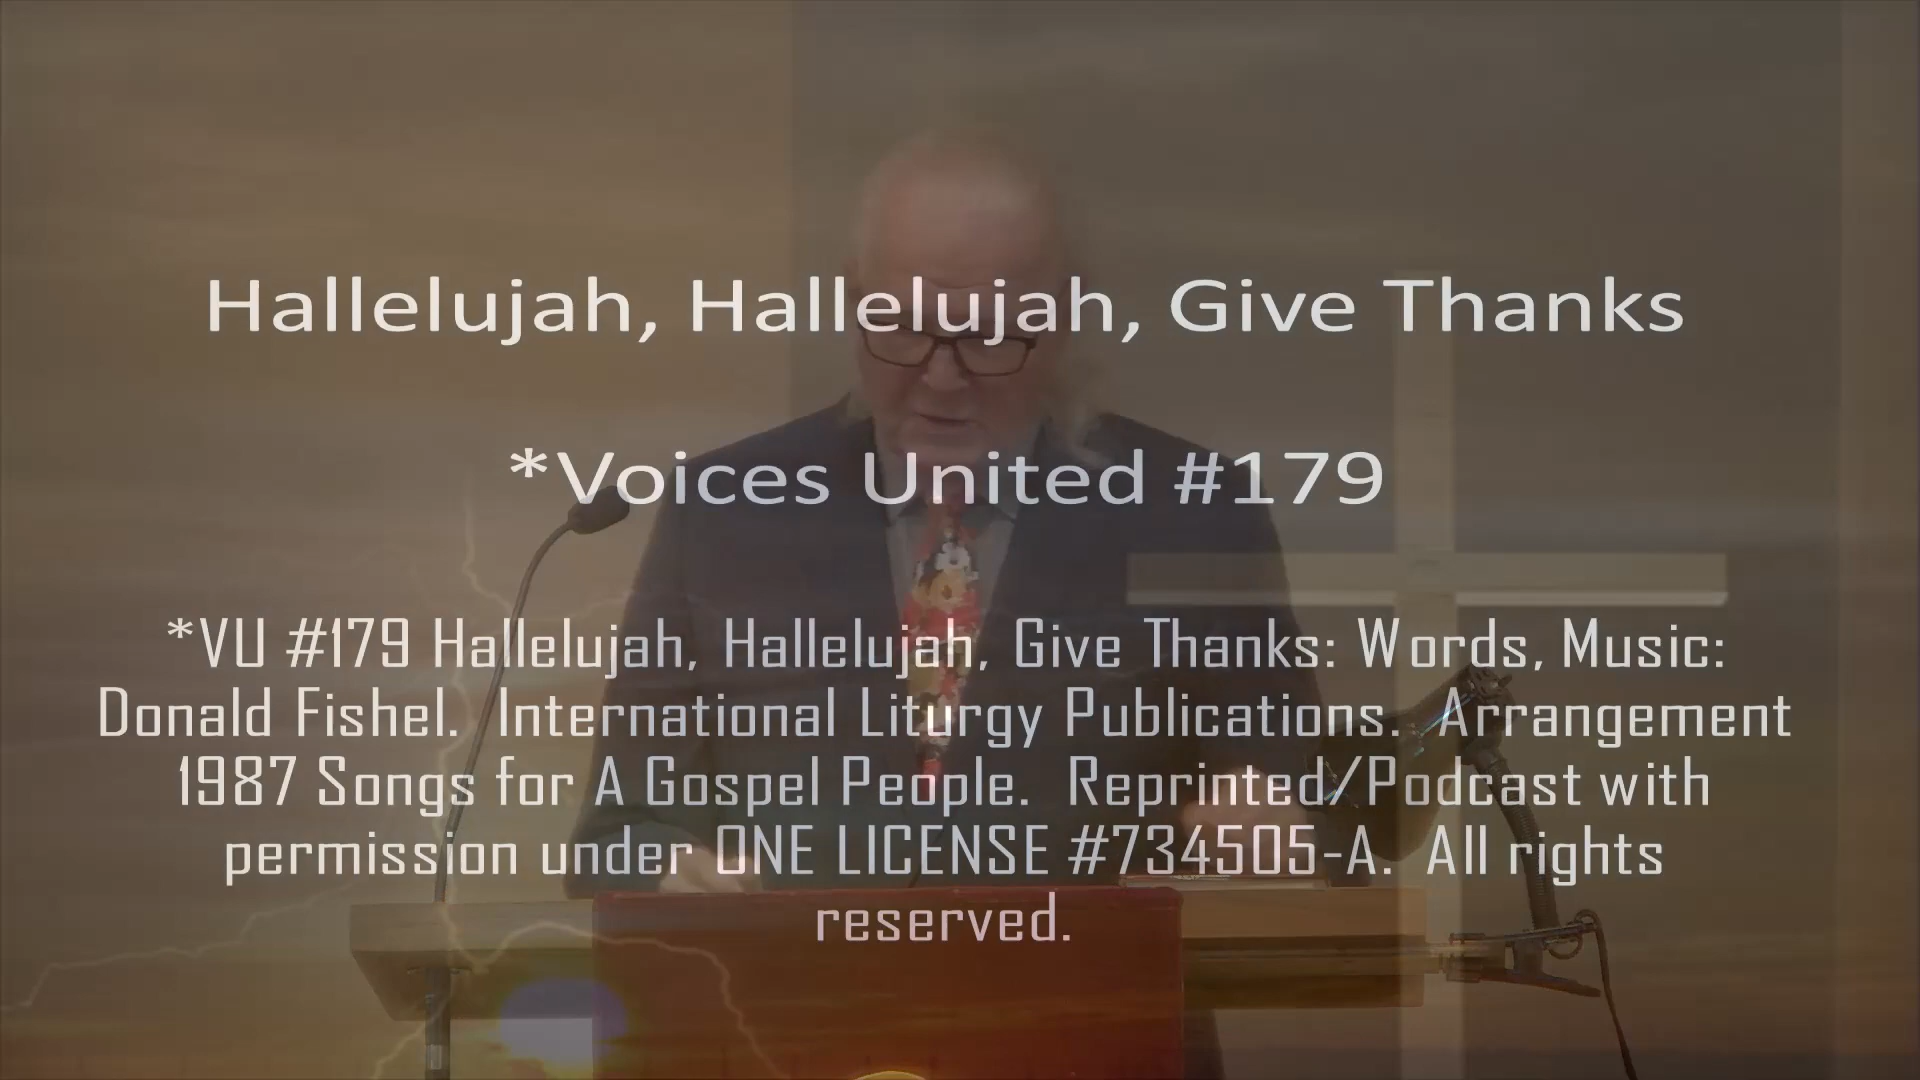 Hallelujah, Hallelujah, Give Thanks
*Voices United #179
*VU #179 Hallelujah, Hallelujah, Give Thanks: Words, Music:
Donald Fishel.  International Liturgy Publications.  Arrangement
1987 Songs for A Gospel People.  Reprinted/Podcast with
permission under ONE LICENSE #734505-A.  All rights
reserved.